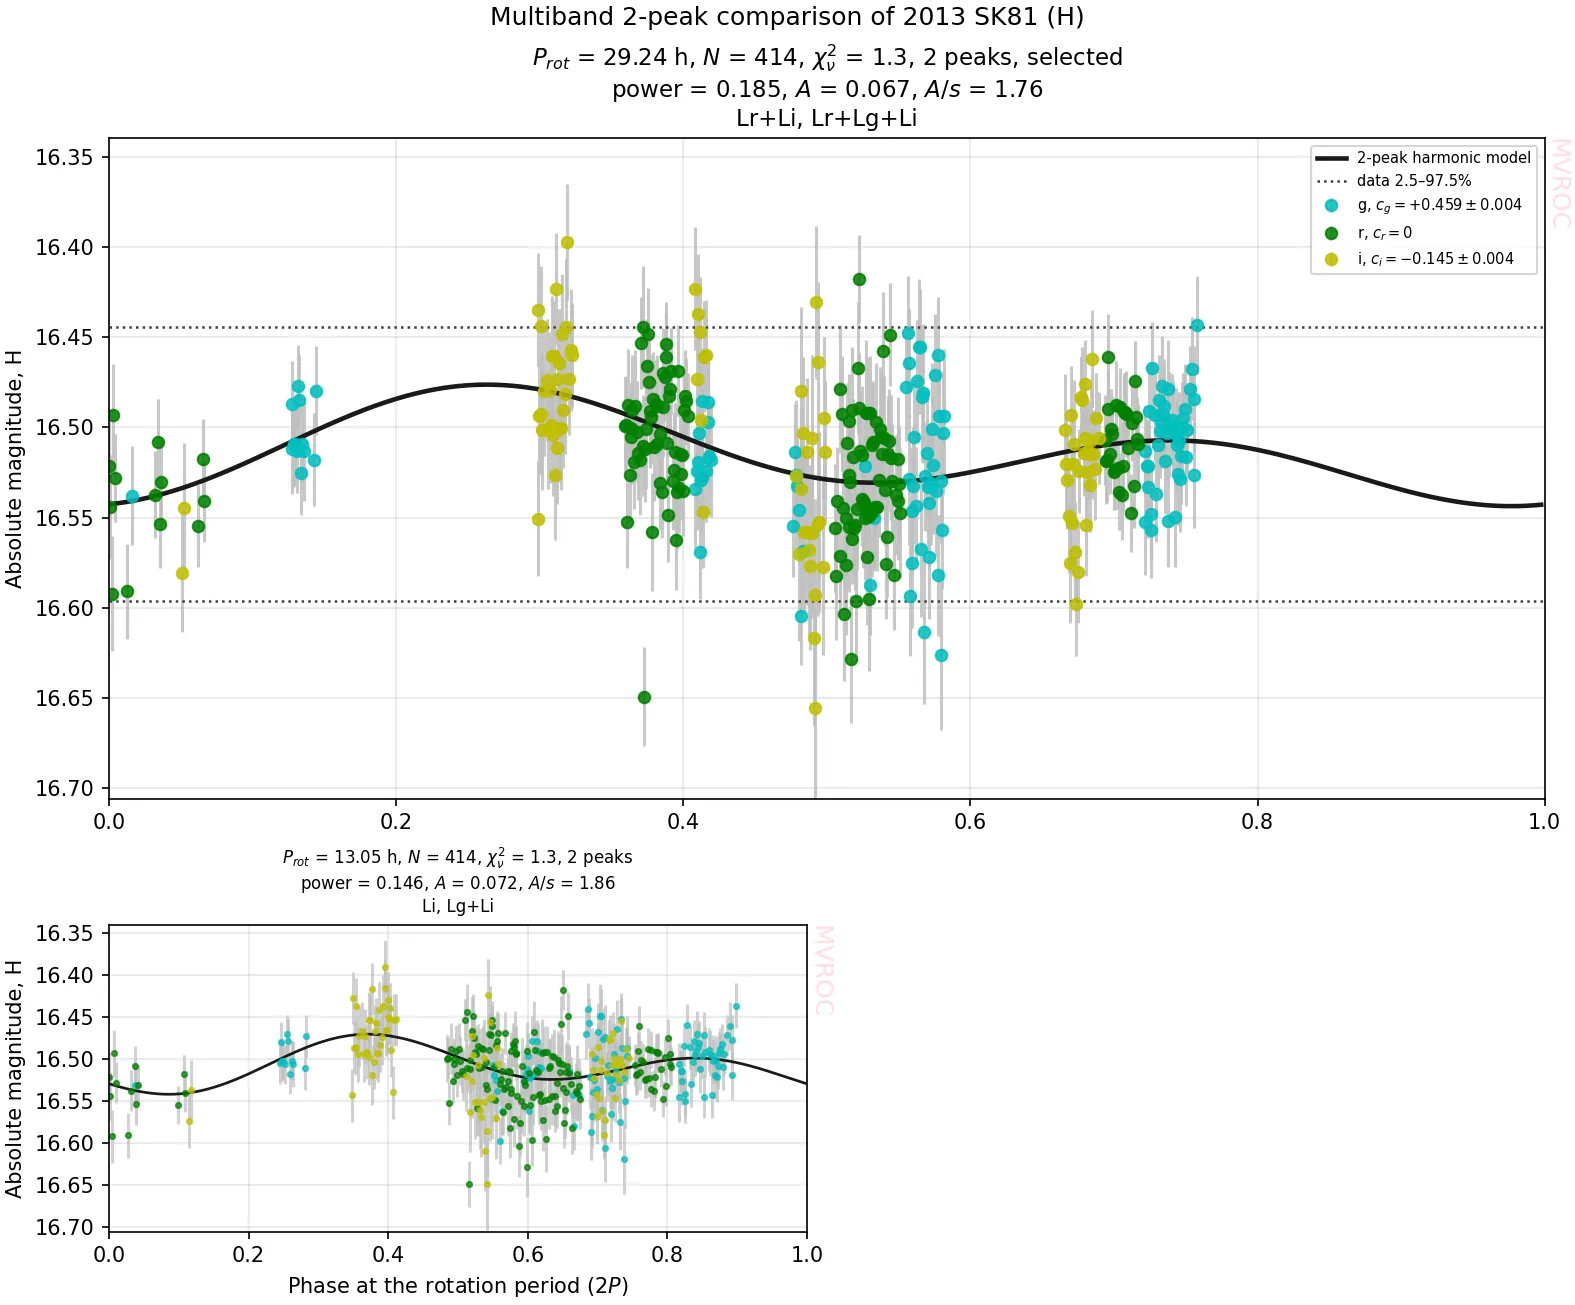 Multiband 2-peak comparison of 2013 SK81 (H)
P_rot = 29.24 h, N = 414, χ²_ν = 1.3, 2 peaks, selected
power = 0.185, A = 0.067, A/s = 1.76
Lr+Li, Lr+Lg+Li
MVROC
2-peak harmonic model
data 2.5–97.5%
g, c_g = +0.459 ± 0.004
r, c_r = 0
i, c_i = −0.145 ± 0.004
Absolute magnitude, H
16.35
16.40
16.45
16.50
16.55
16.60
16.65
16.70
0.0 0.2 0.4 0.6 0.8 1.0
P_rot = 13.05 h, N = 414, χ²_ν = 1.3, 2 peaks
power = 0.146, A = 0.072, A/s = 1.86
Li, Lg+Li
MVROC
Absolute magnitude, H
16.35
16.40
16.45
16.50
16.55
16.60
16.65
16.70
0.0 0.2 0.4 0.6 0.8 1.0
Phase at the rotation period (2P)